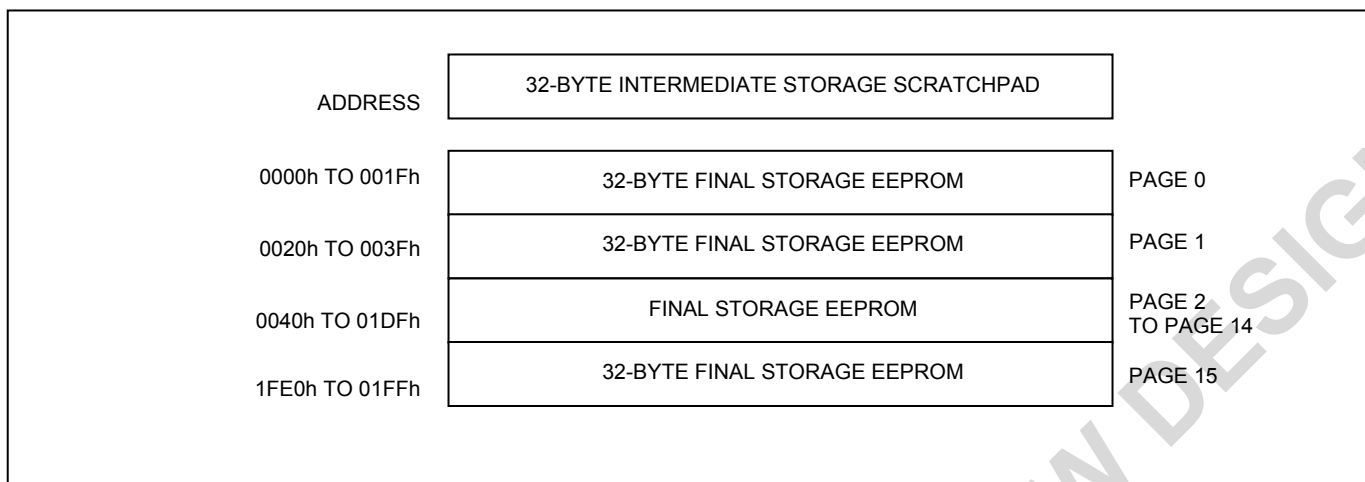 32-BYTE INTERMEDIATE STORAGE SCRATCHPAD
ADDRESS
0000h TO 001Fh 32-BYTE FINAL STORAGE EEPROM PAGE 0
0020h TO 003Fh 32-BYTE FINAL STORAGE EEPROM PAGE 1
0040h TO 01DFh FINAL STORAGE EEPROM PAGE 2
TO PAGE 14
1FE0h TO 01FFh 32-BYTE FINAL STORAGE EEPROM PAGE 15